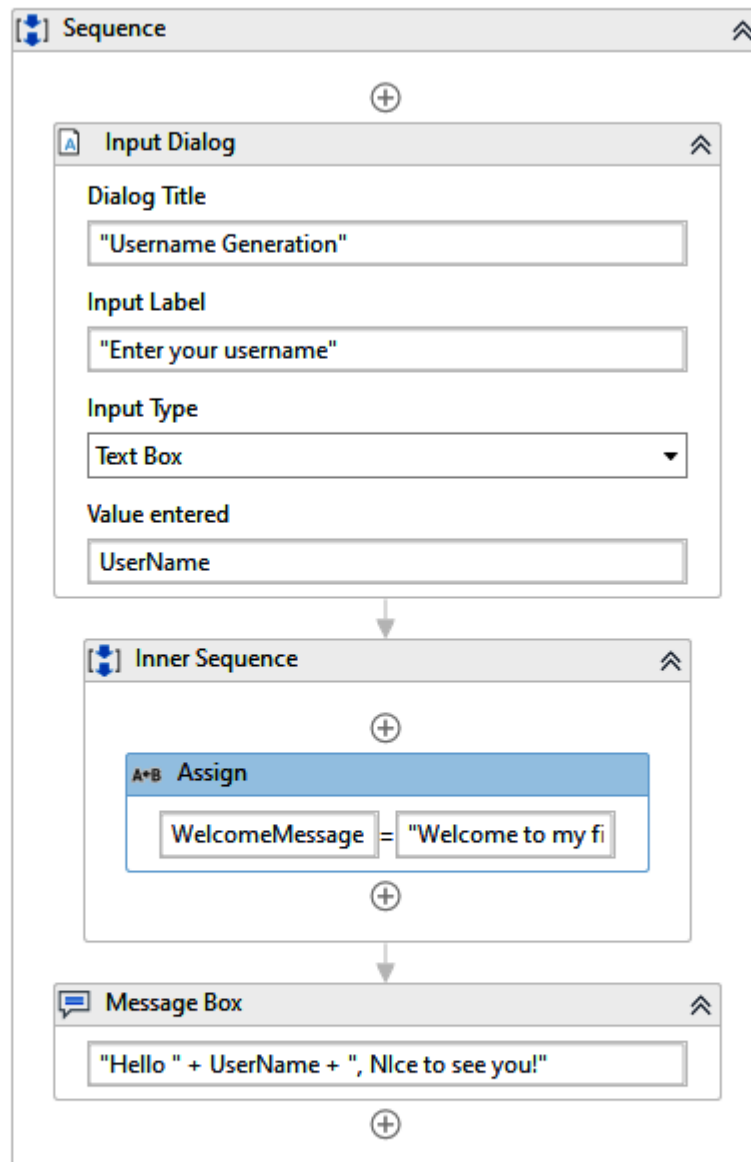 Sequence
Input Dialog
Dialog Title
"Username Generation"
Input Label
"Enter your username"
Input Type
Text Box
Value entered
UserName
Inner Sequence
A+B Assign
WelcomeMessage = "Welcome to my fi
Message Box
"Hello " + UserName + ", NIce to see you!"